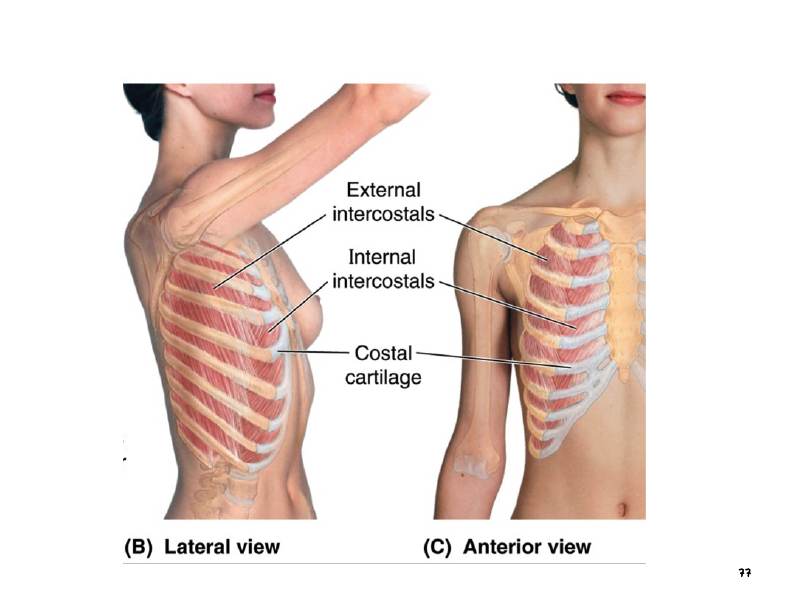 External
intercostals
Internal
intercostals
Costal
cartilage
(B) Lateral view
(C) Anterior view